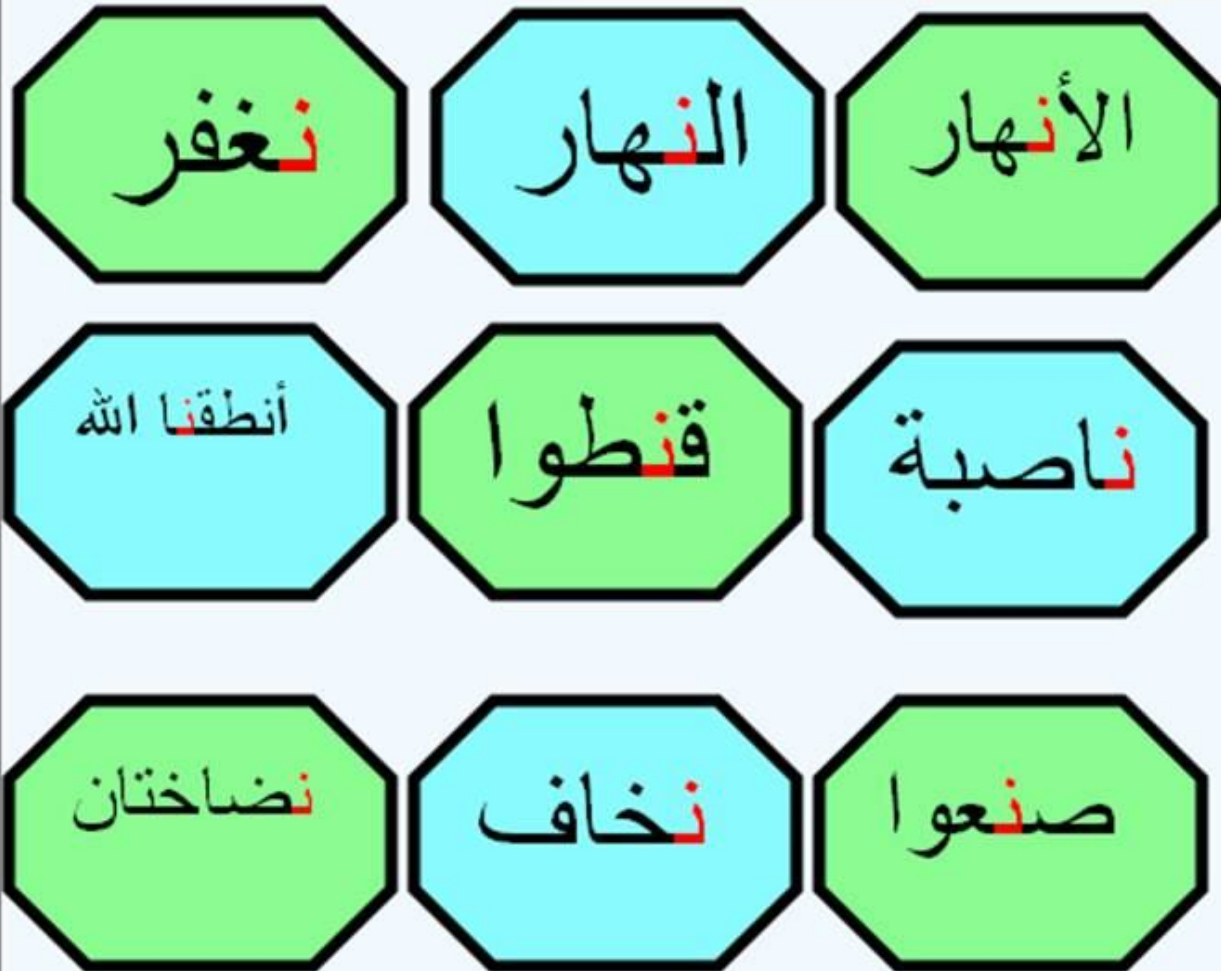 الأنهار
النهار
نغفر
ناصبة
قنطوا
أنطقنا الله
صنعوا
نخاف
نضاختان